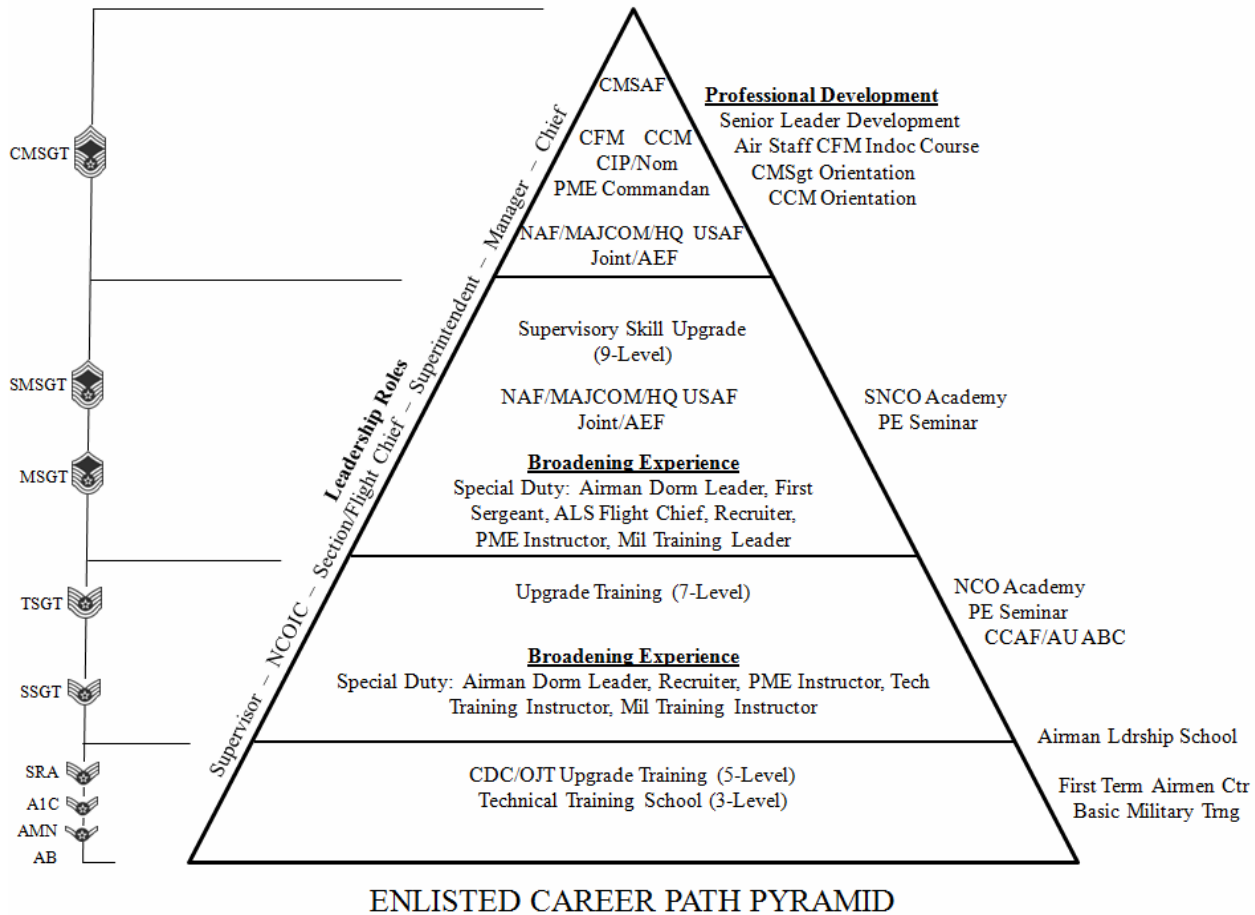 CMSGT
SMSGT
MSGT
TSGT
SSGT
SRA
A1C
AMN
AB
Leadership Roles
Supervisor – NCOIC – Section/Flight Chief – Superintendent – Manager – Chief
CMSAF
CFM CCM
CIP/Nom
PME Commandan
NAF/MAJCOM/HQ USAF
Joint/AEF
Supervisory Skill Upgrade
(9-Level)
NAF/MAJCOM/HQ USAF
Joint/AEF
Broadening Experience
Special Duty: Airman Dorm Leader, First
Sergeant, ALS Flight Chief, Recruiter,
PME Instructor, Mil Training Leader
Upgrade Training (7-Level)
Broadening Experience
Special Duty: Airman Dorm Leader, Recruiter, PME Instructor, Tech
Training Instructor, Mil Training Instructor
CDC/OJT Upgrade Training (5-Level)
Technical Training School (3-Level)
Professional Development
Senior Leader Development
Air Staff CFM Indoc Course
CMSgt Orientation
CCM Orientation
SNCO Academy
PE Seminar
NCO Academy
PE Seminar
CCAF/AU ABC
Airman Ldrship School
First Term Airmen Ctr
Basic Military Trng
ENLISTED CAREER PATH PYRAMID